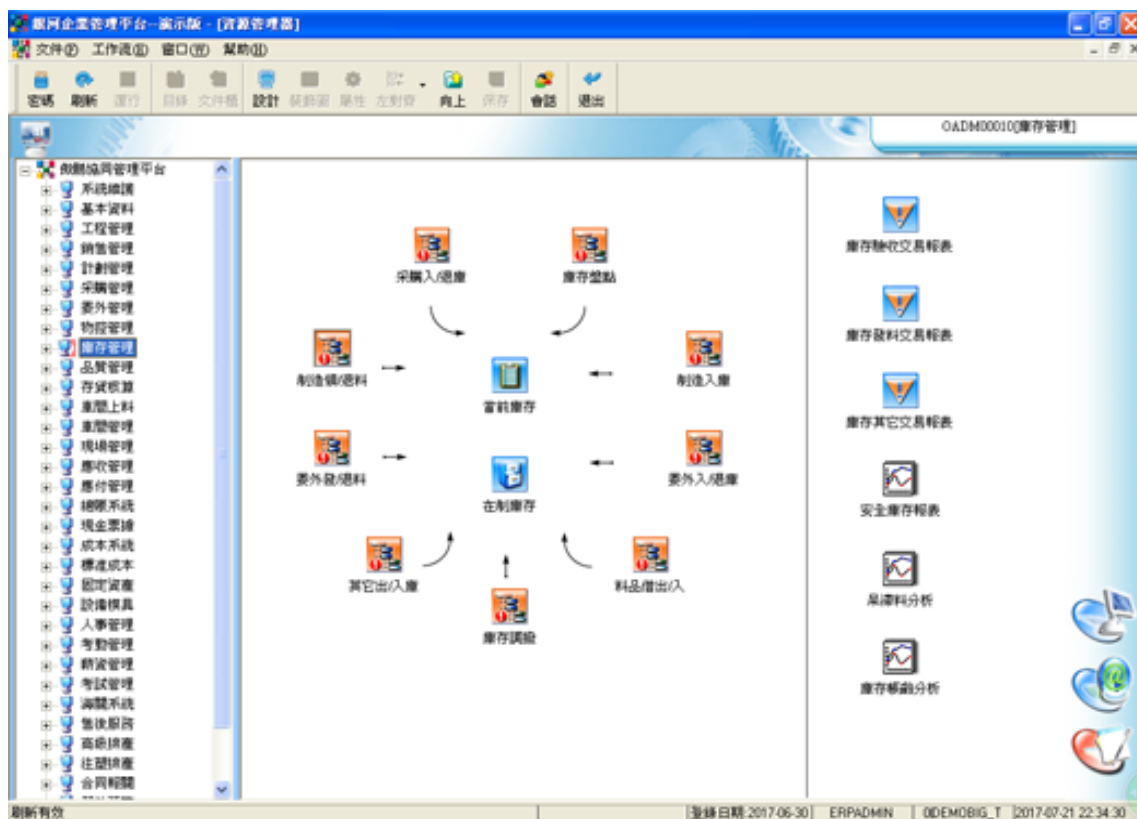 銀河企業管理平台--演示版 - [資源管理器]
文件(F) 工作流(E) 窗口(W) 幫助(H)
密碼 刷新 運行 目錄 文件櫃 設計 裝飾窗 屬性 左對齊 向上 保存 會話 退出
OADM00010[庫存管理]
協同管理平台
系統維護
基本資料
工程管理
銷售管理
計劃管理
采購管理
委外管理
物控管理
庫存管理
品質管理
存貨核算
車間上料
車間管理
現場管理
應收管理
應付管理
總賬系統
現金票據
成本系統
標准成本
固定資產
設備模具
人事管理
考勤管理
薪資管理
考試管理
海關系統
售後服務
高級排產
注塑排產
合同報關
采購入/退庫
庫存盤點
制造領/退料
當前庫存
制造入庫
委外發/退料
在制庫存
委外入/退庫
其它出/入庫
料品借出/入
庫存調撥
庫存驗收交易報表
庫存發料交易報表
庫存其它交易報表
安全庫存報表
呆滯料分析
庫存帳齡分析
刷新有效
登錄日期:2017-06-30 ERPADMIN 0DEMOBIG_T 2017-07-21 22:34:30